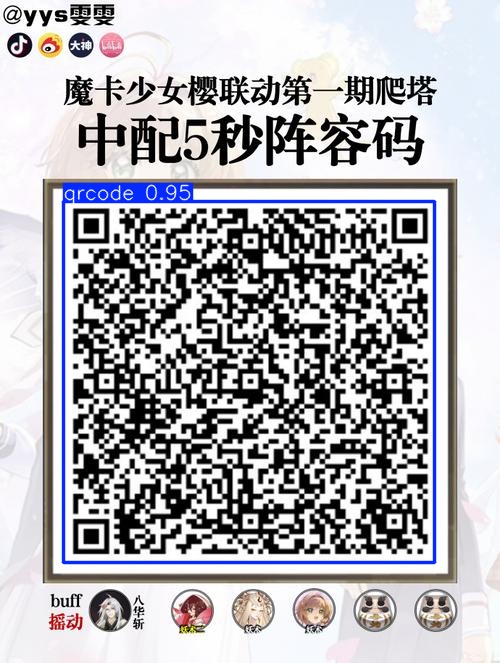 @yys雯雯
大神
魔卡少女樱联动第一期爬塔
中配5秒阵容码
qrcode 0.95
buff
摇动
八华斩